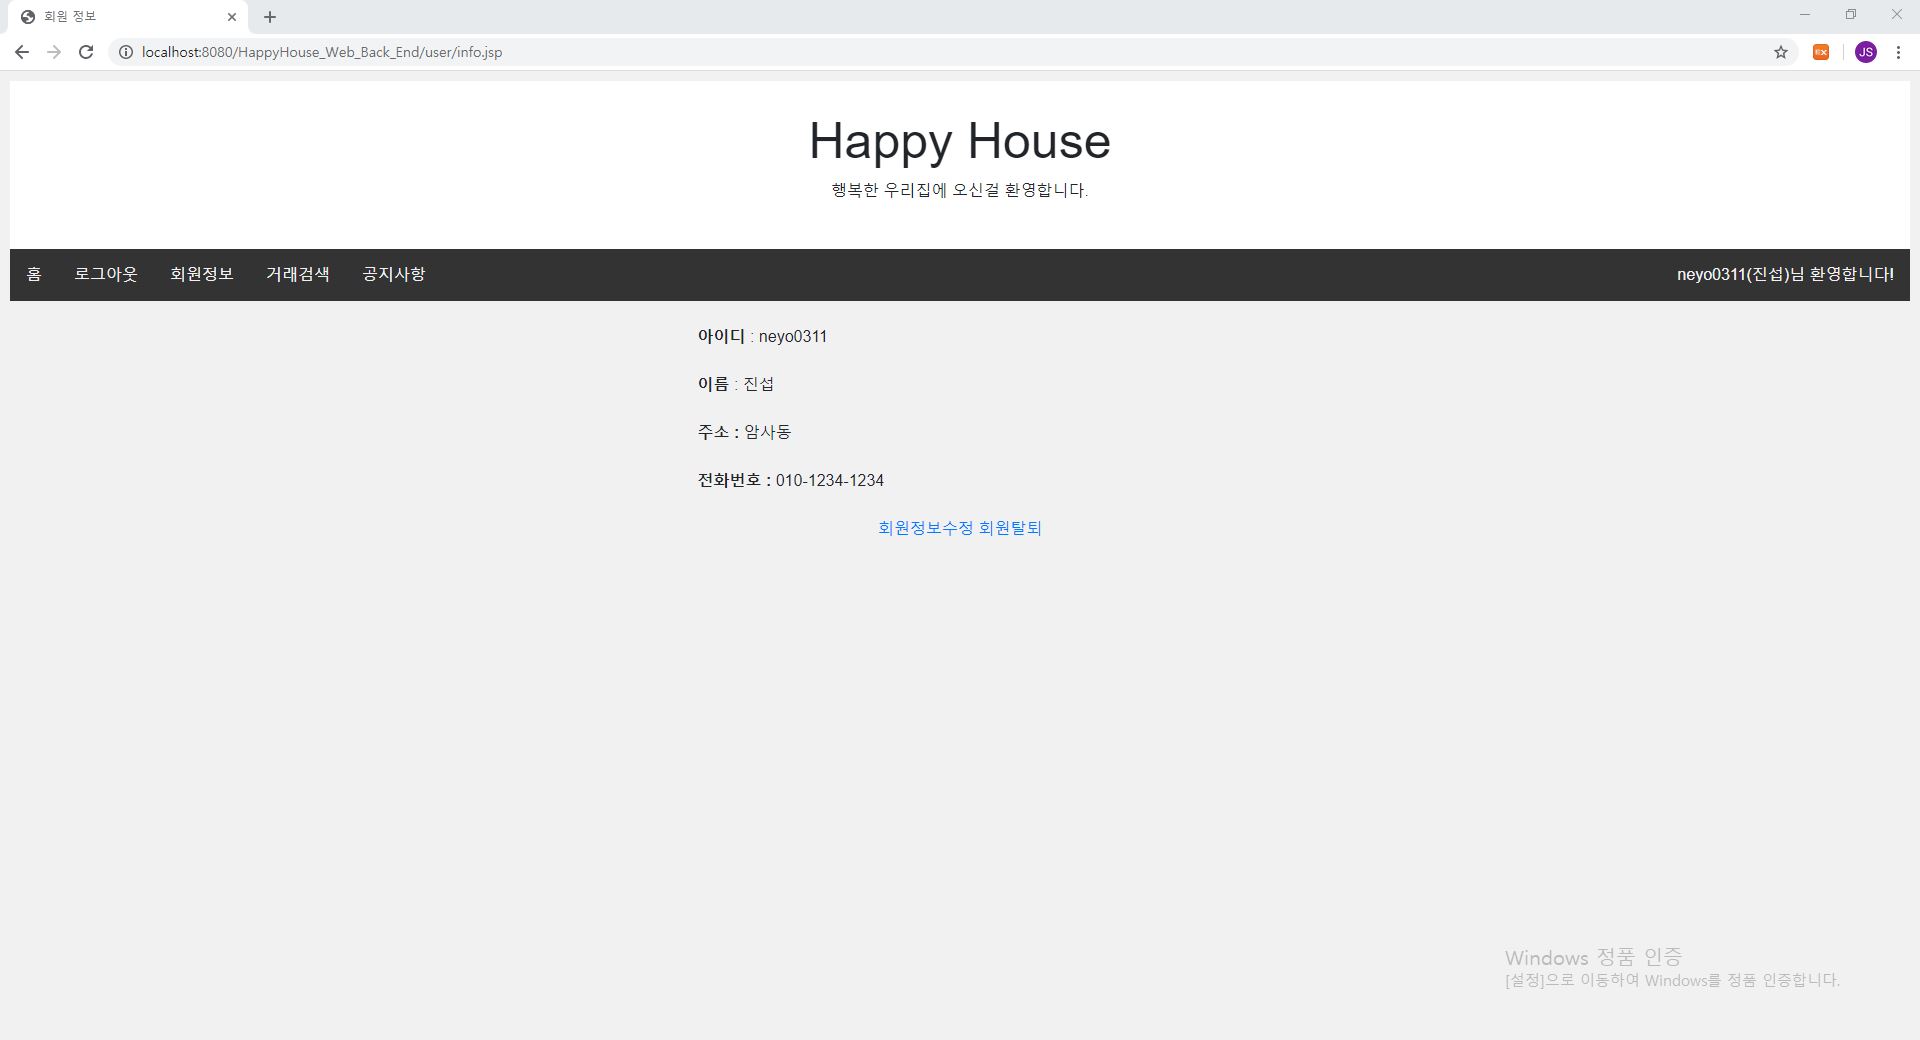 회원 정보
localhost:8080/HappyHouse_Web_Back_End/user/info.jsp
JS
Happy House
행복한 우리집에 오신걸 환영합니다.
홈 로그아웃 회원정보 거래검색 공지사항 neyo0311(진섭)님 환영합니다!
아이디 : neyo0311
이름 : 진섭
주소 : 암사동
전화번호 : 010-1234-1234
회원정보수정 회원탈퇴
Windows 정품 인증
[설정]으로 이동하여 Windows를 정품 인증합니다.